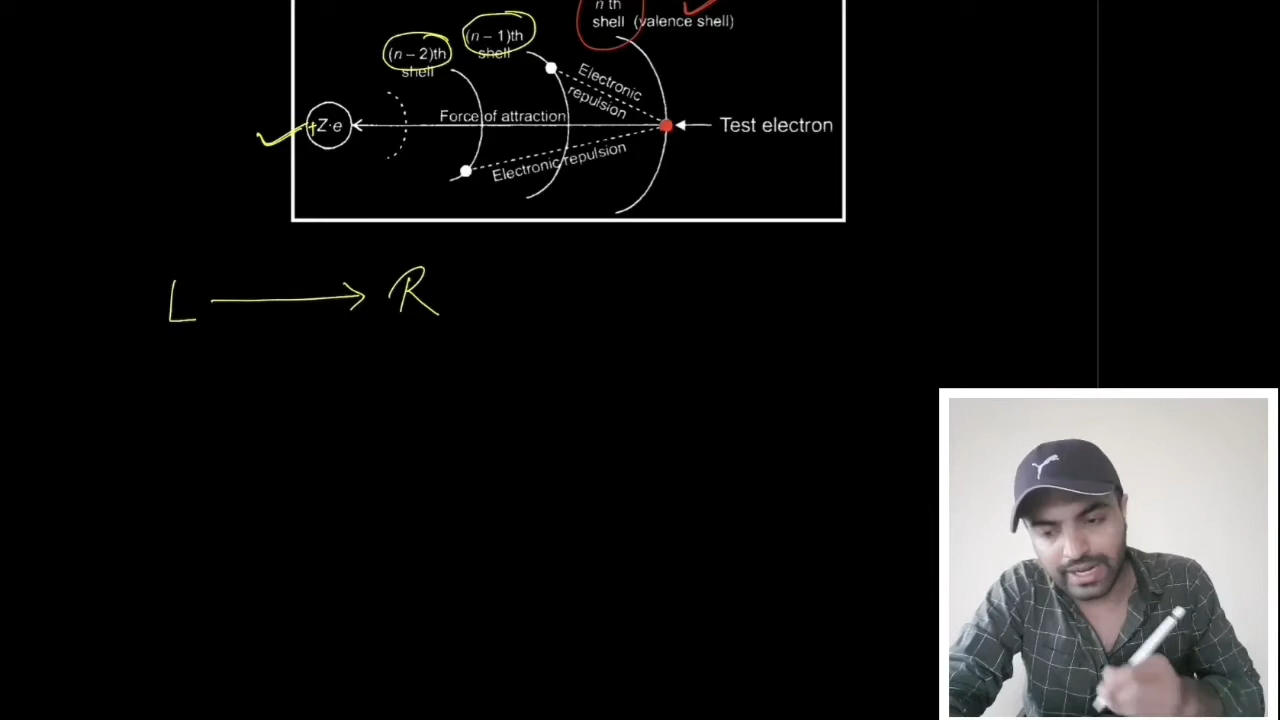 n th
shell (valence shell)
(n – 1)th
shell
(n – 2)th
shell
Electronic
repulsion
+Z·e
Force of attraction
Test electron
Electronic repulsion
L → R